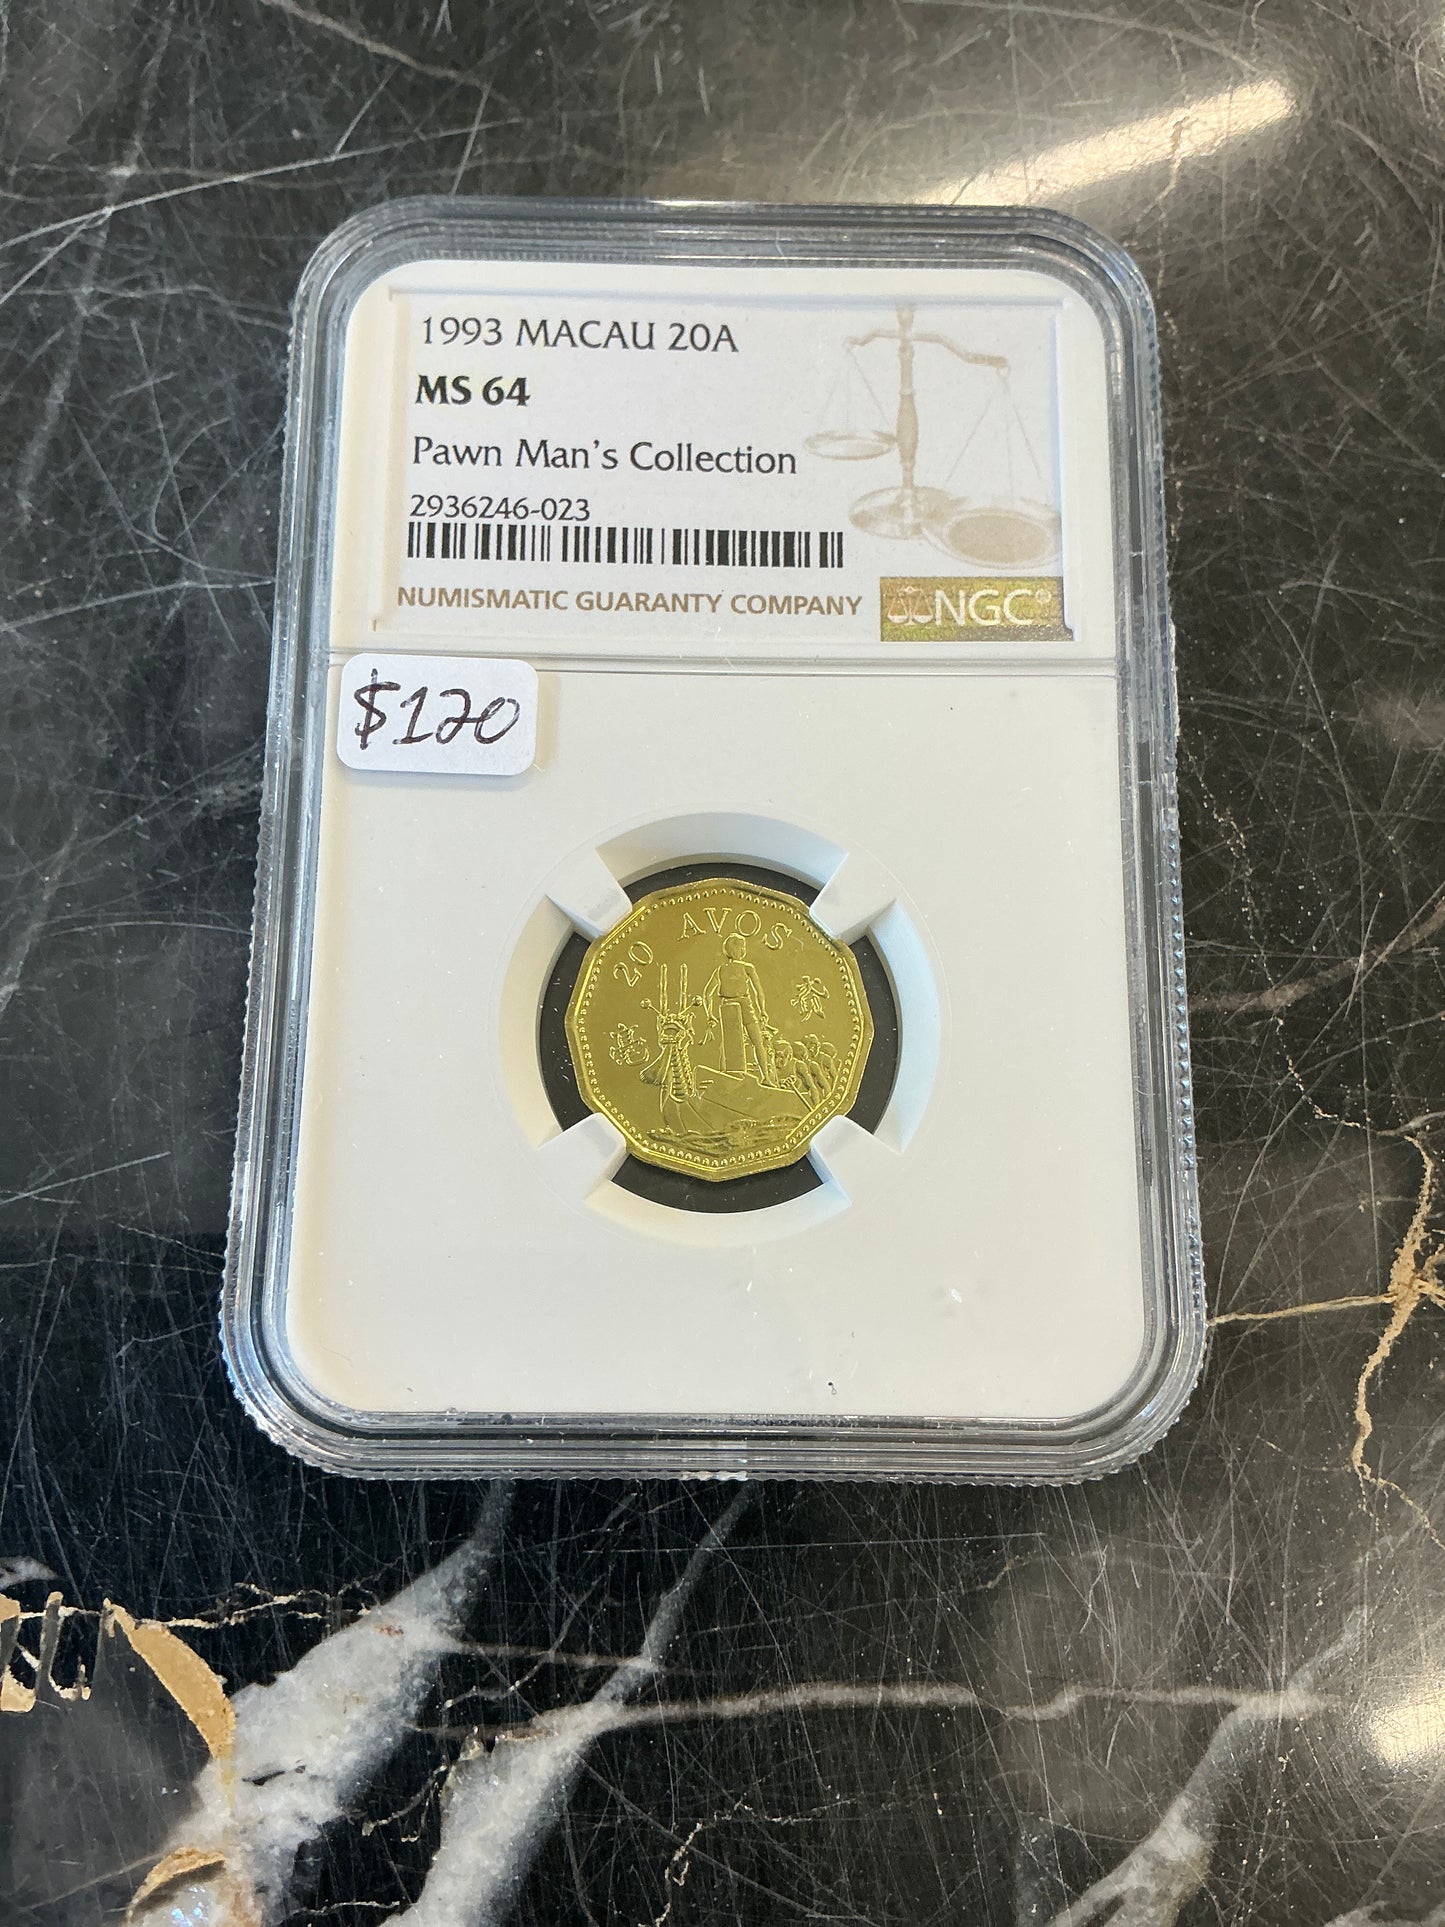 1993 MACAU 20A
MS 64
Pawn Man's Collection
2936246-023
NUMISMATIC GUARANTY COMPANY
NGC®
$120
20 AVOS